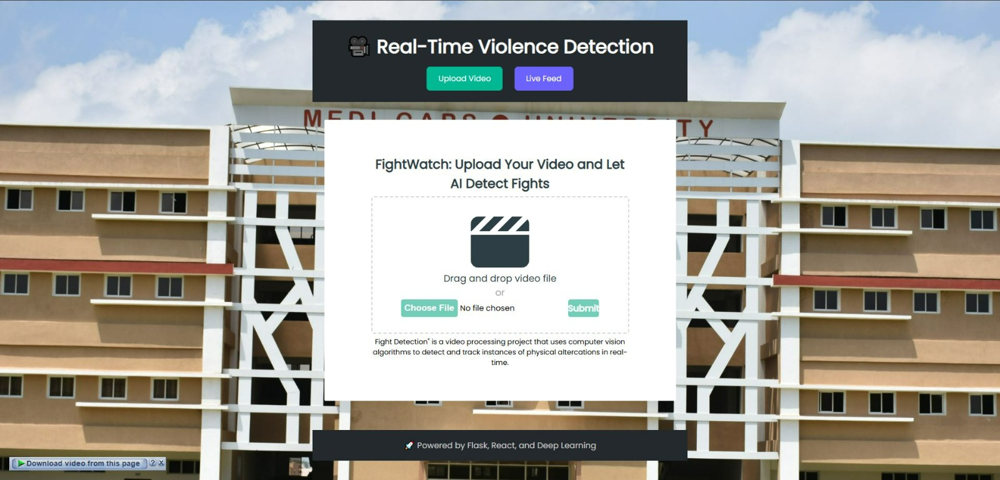 Real-Time Violence Detection
Upload Video
Live Feed
MEDI-CAPS UNIVERSITY
FightWatch: Upload Your Video and Let
AI Detect Fights
Drag and drop video file
or
Choose File No file chosen
Submit
Fight Detection* is a video processing project that uses computer vision
algorithms to detect and track instances of physical altercations in real-
time.
🚀 Powered by Flask, React, and Deep Learning
Download video from this page ? X